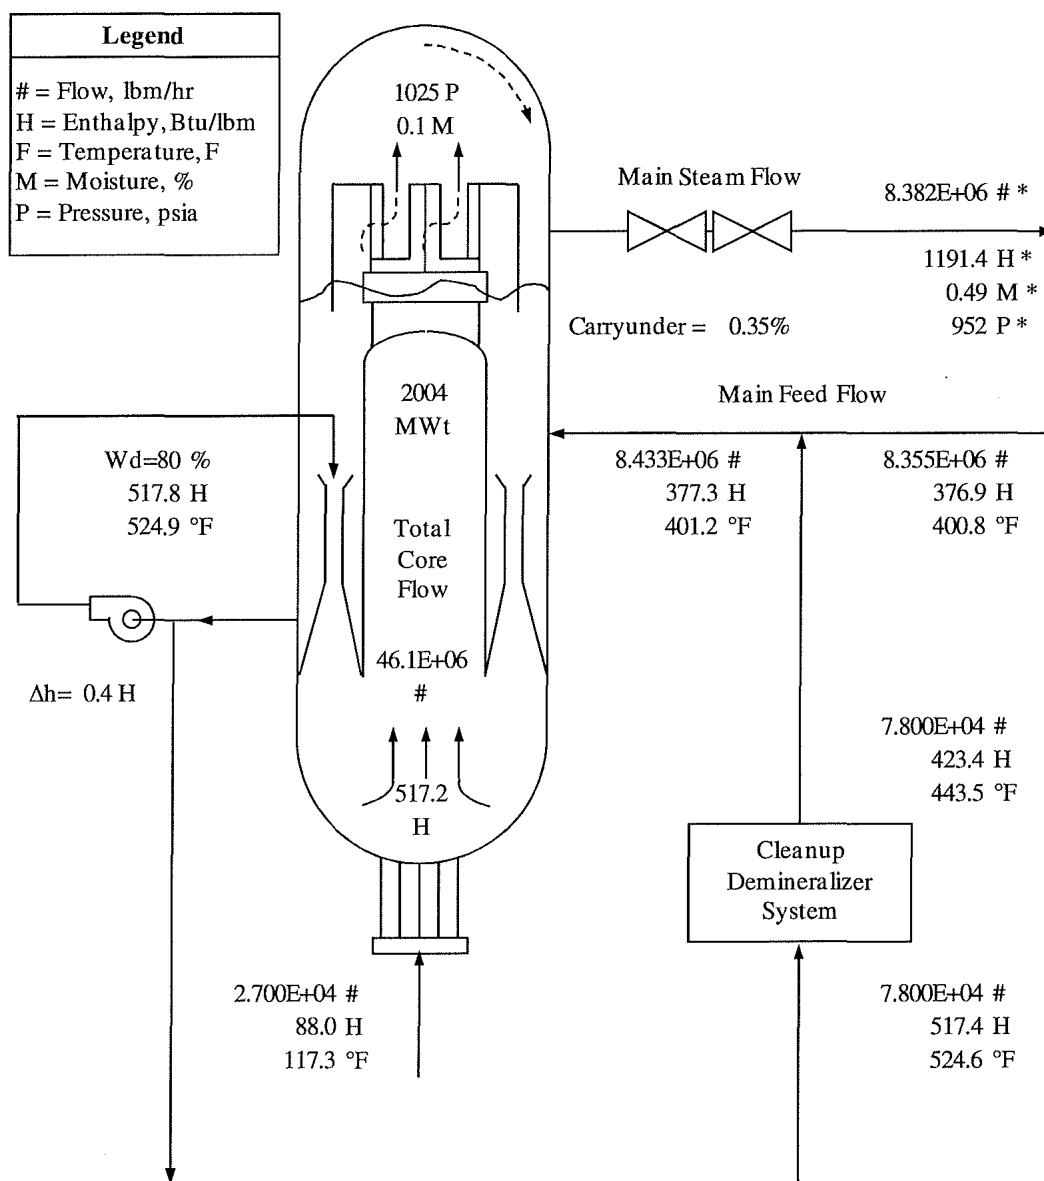 Legend
# = Flow, lbm/hr
H = Enthalpy, Btu/lbm
F = Temperature, F
M = Moisture, %
P = Pressure, psia
1025 P
0.1 M
Main Steam Flow
8.382E+06 # *
1191.4 H *
0.49 M *
952 P *
Carryunder = 0.35%
2004
MWt
Main Feed Flow
Wd=80 %
517.8 H
524.9 °F
8.433E+06 #
377.3 H
401.2 °F
8.355E+06 #
376.9 H
400.8 °F
Total
Core
Flow
46.1E+06
#
Δh= 0.4 H
517.2
H
7.800E+04 #
423.4 H
443.5 °F
Cleanup
Demineralizer
System
2.700E+04 #
88.0 H
117.3 °F
7.800E+04 #
517.4 H
524.6 °F